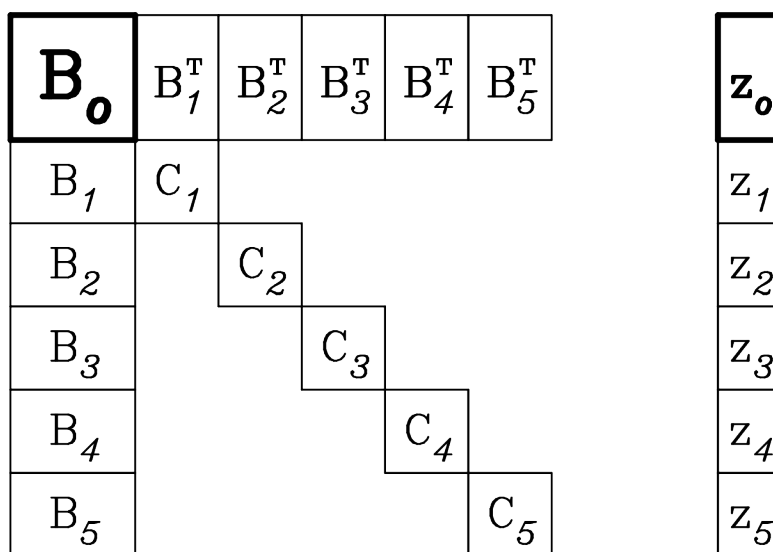 B₀ B₁ᵀ B₂ᵀ B₃ᵀ B₄ᵀ B₅ᵀ z₀
B₁ C₁ z₁
B₂ C₂ z₂
B₃ C₃ z₃
B₄ C₄ z₄
B₅ C₅ z₅